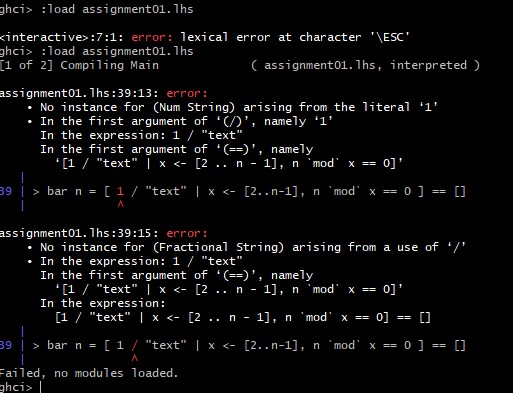 ghci> :load assignment01.lhs
<interactive>:7:1: error: lexical error at character '\ESC'
ghci> :load assignment01.lhs
[1 of 2] Compiling Main             ( assignment01.lhs, interpreted )
assignment01.lhs:39:13: error:
    • No instance for (Num String) arising from the literal ‘1’
    • In the first argument of ‘(/)’, namely ‘1’
      In the expression: 1 / "text"
      In the first argument of ‘(==)’, namely
        ‘[1 / "text" | x <- [2 .. n - 1], n `mod` x == 0]’
   |
39 | > bar n = [ 1 / "text" | x <- [2..n-1], n `mod` x == 0 ] == []
   |             ^
assignment01.lhs:39:15: error:
    • No instance for (Fractional String) arising from a use of ‘/’
    • In the expression: 1 / "text"
      In the first argument of ‘(==)’, namely
        ‘[1 / "text" | x <- [2 .. n - 1], n `mod` x == 0]’
      In the expression:
        [1 / "text" | x <- [2 .. n - 1], n `mod` x == 0] == []
   |
39 | > bar n = [ 1 / "text" | x <- [2..n-1], n `mod` x == 0 ] == []
   |               ^
Failed, no modules loaded.
ghci>